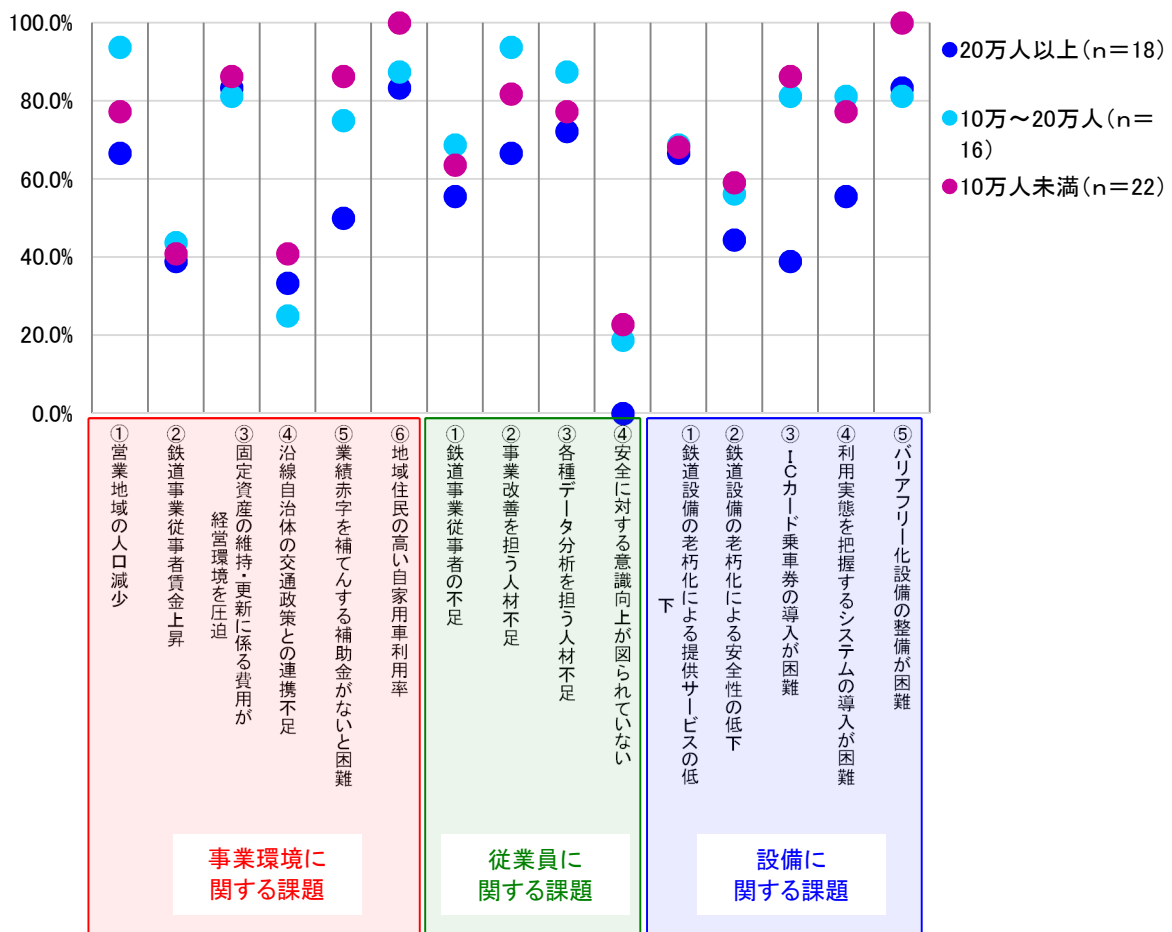 100.0%
80.0%
60.0%
40.0%
20.0%
0.0%
20万人以上(n=18)
10万～20万人(n=
16)
10万人未満(n=22)
①営業地域の人口減少
②鉄道事業従事者賃金上昇
③固定資産の維持・更新に係る費用が
経営環境を圧迫
④沿線自治体の交通政策との連携不足
⑤業績赤字を補てんする補助金がないと困難
⑥地域住民の高い自家用車利用率
①鉄道事業従事者の不足
②事業改善を担う人材不足
③各種データ分析を担う人材不足
④安全に対する意識向上が図られていない
①鉄道設備の老朽化による提供サービスの低
下
②鉄道設備の老朽化による安全性の低下
③ICカード乗車券の導入が困難
④利用実態を把握するシステムの導入が困難
⑤バリアフリー化設備の整備が困難
事業環境に
関する課題
従業員に
関する課題
設備に
関する課題